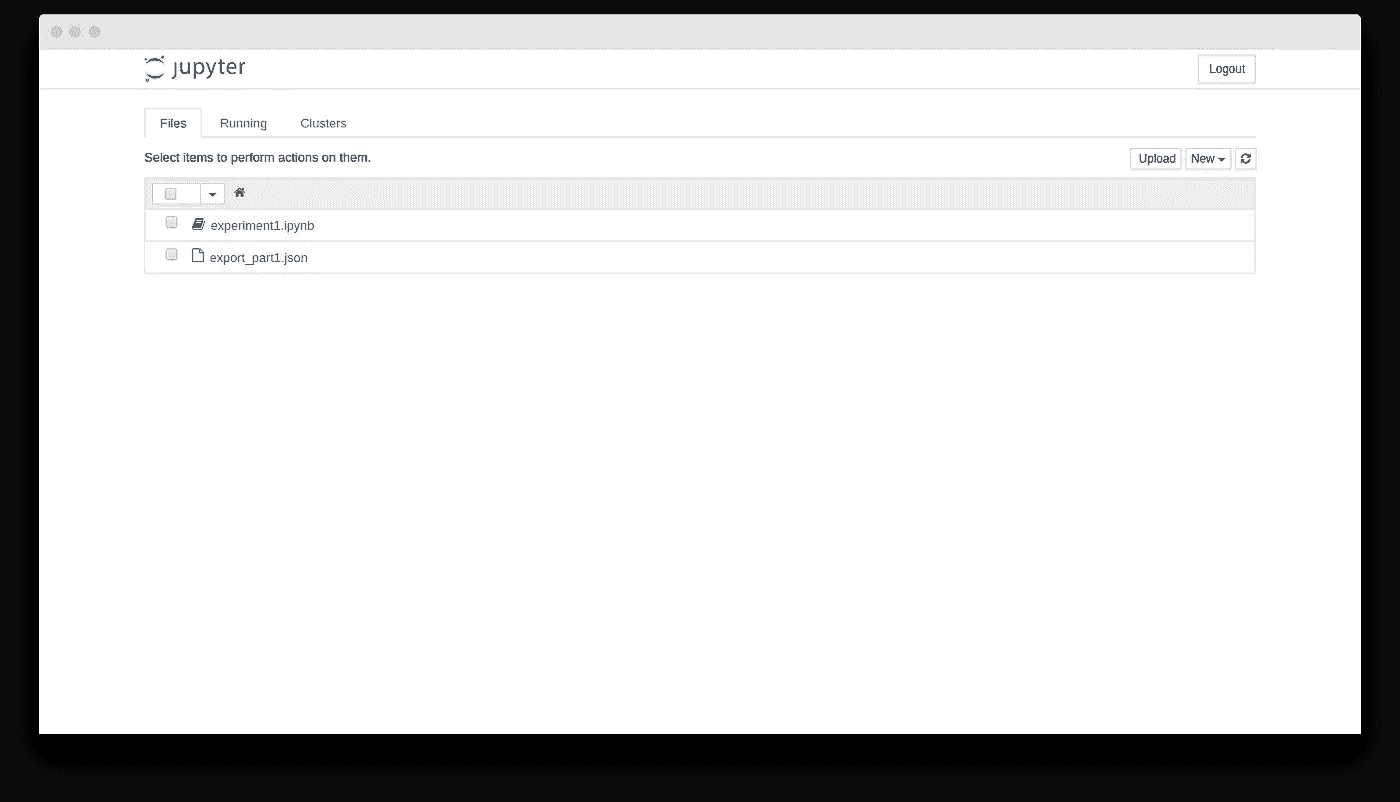 jupyter
Logout
Files Running Clusters
Select items to perform actions on them.
Upload New
experiment1.ipynb
export_part1.json